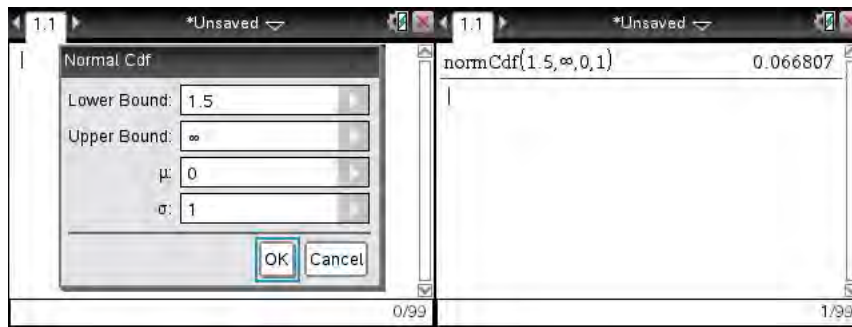 1.1 *Unsaved
Normal Cdf
Lower Bound: 1.5
Upper Bound: ∞
μ: 0
σ: 1
OK Cancel
0/99
1.1 *Unsaved
normCdf(1.5,∞,0,1) 0.066807
1/99